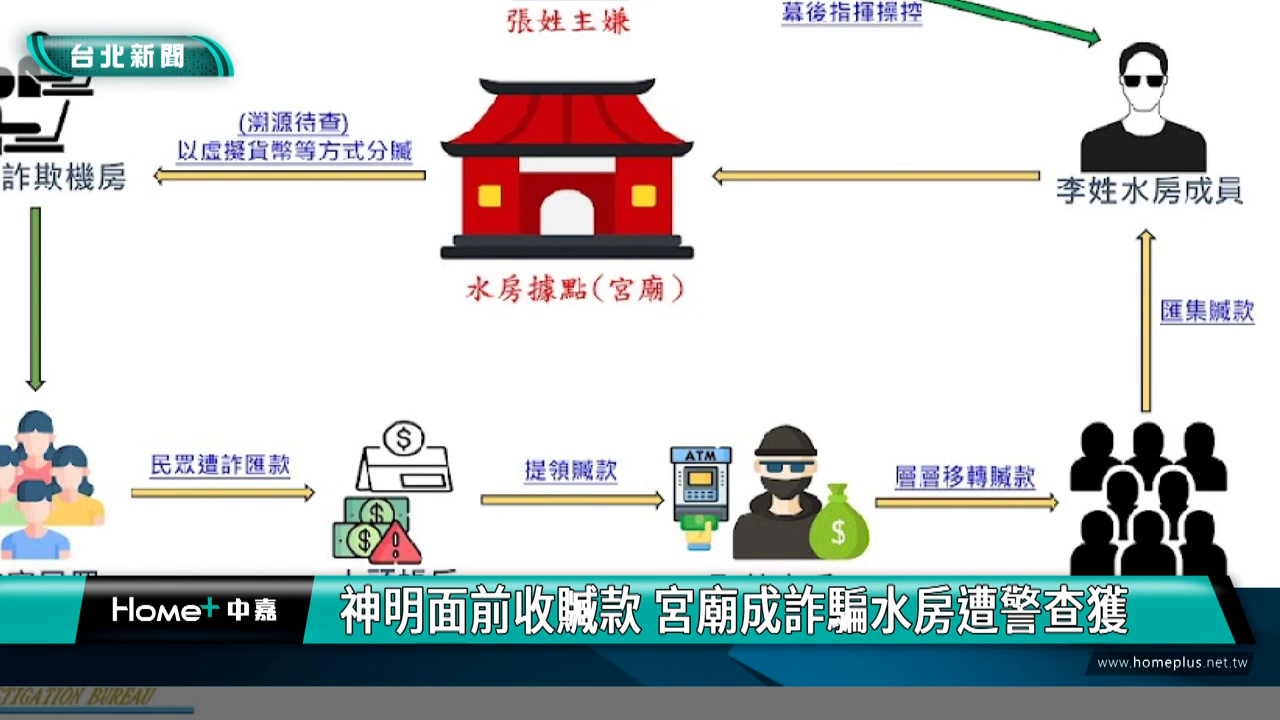 張姓主嫌
幕後指揮操控
台北新聞
(溯源待查)
以虛擬貨幣等方式分贓
詐欺機房
李姓水房成員
水房據點(宮廟)
匯集贓款
民眾遭詐匯款
提領贓款
ATM
層層移轉贓款
Home+中嘉
神明面前收贓款 宮廟成詐騙水房遭警查獲
www.homeplus.net.tw
BUREAU